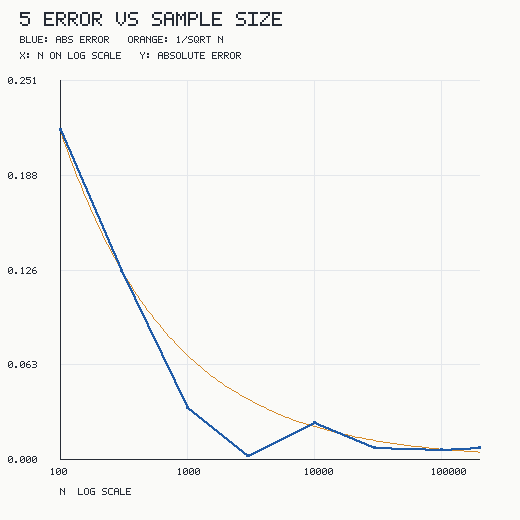 5 ERROR VS SAMPLE SIZE
BLUE: ABS ERROR   ORANGE: 1/SQRT N
X: N ON LOG SCALE   Y: ABSOLUTE ERROR
0.251
0.188
0.126
0.063
0.000
100   1000   10000   100000
N  LOG SCALE